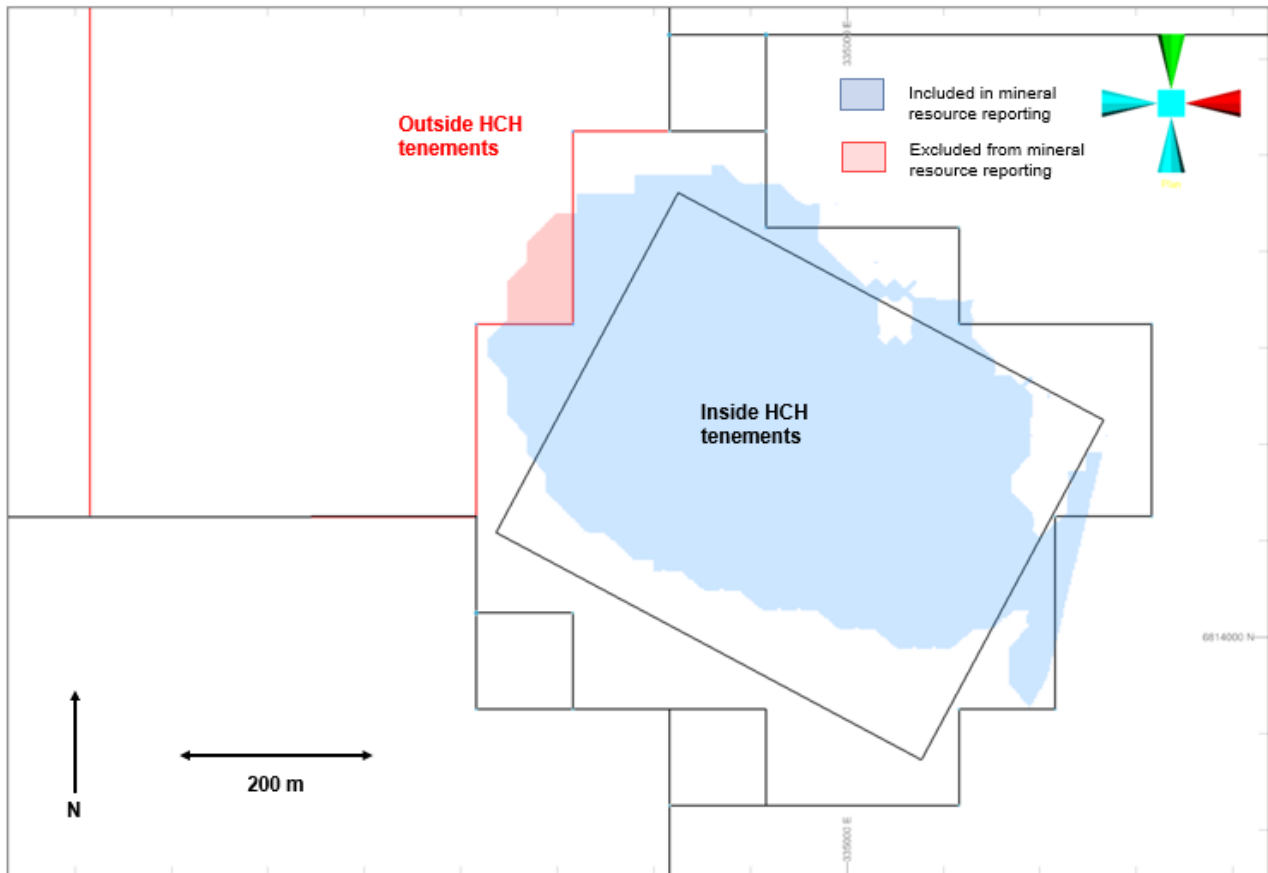 335000 E
Included in mineral
resource reporting
Outside HCH
tenements
Excluded from mineral
resource reporting
Inside HCH
tenements
6814000 N
200 m
N
335000 E